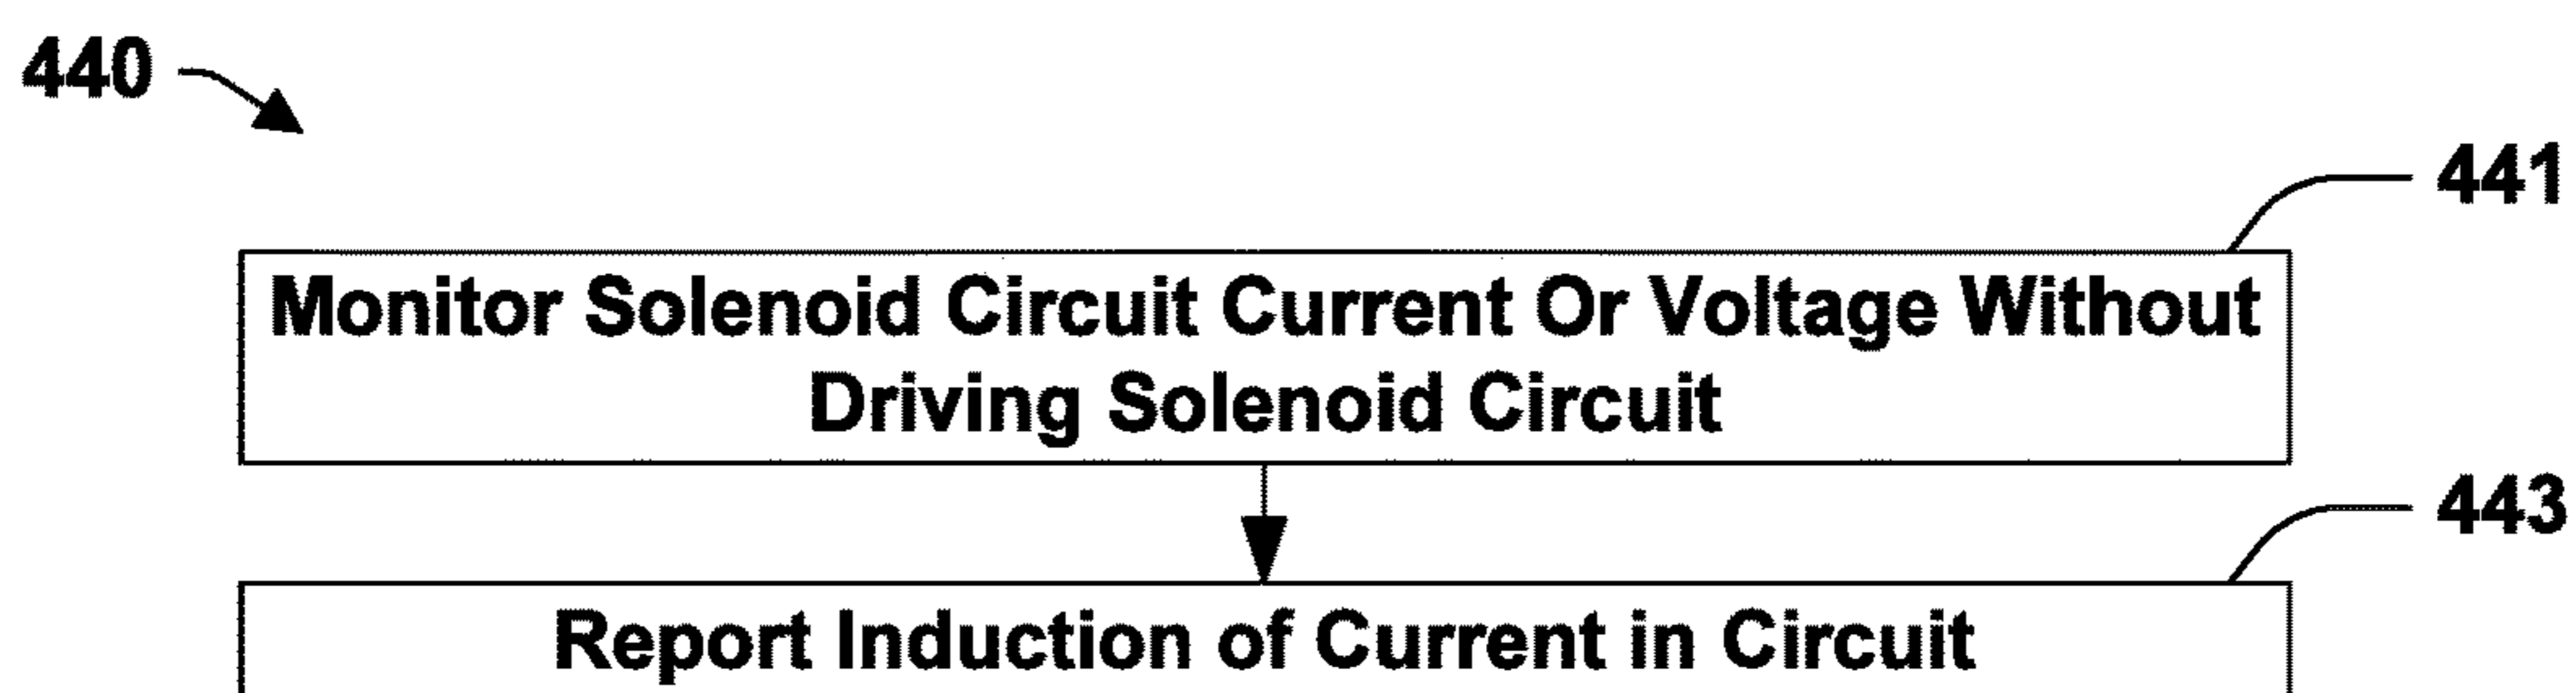 440
441
Monitor Solenoid Circuit Current Or Voltage Without
Driving Solenoid Circuit
443
Report Induction of Current in Circuit